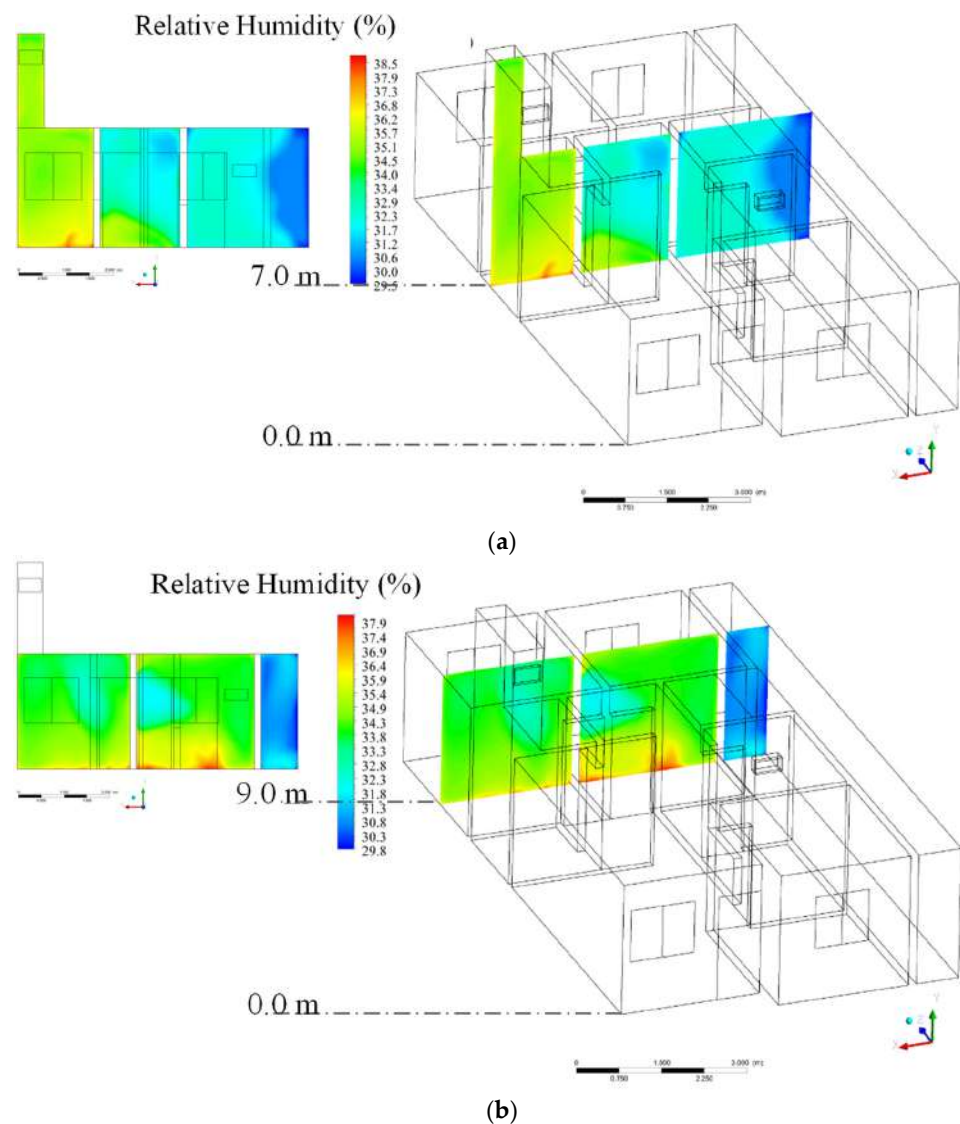 Relative Humidity (%)
)
38.5
37.9
37.3
36.8
36.2
35.7
35.1
34.5
34.0
33.4
32.9
32.3
31.7
31.2
30.6
30.0
29.5
7.0 m
0.0 m
0 1.500 3.000 (m)
0.750 2.250
X
Y
Z
(a)
Relative Humidity (%)
37.9
37.4
36.9
36.4
35.9
35.4
34.9
34.3
33.8
33.3
32.8
32.3
31.8
31.3
30.8
30.3
29.8
9.0 m
0.0 m
0 1.500 3.000 (m)
0.750 2.250
X
Y
Z
(b)